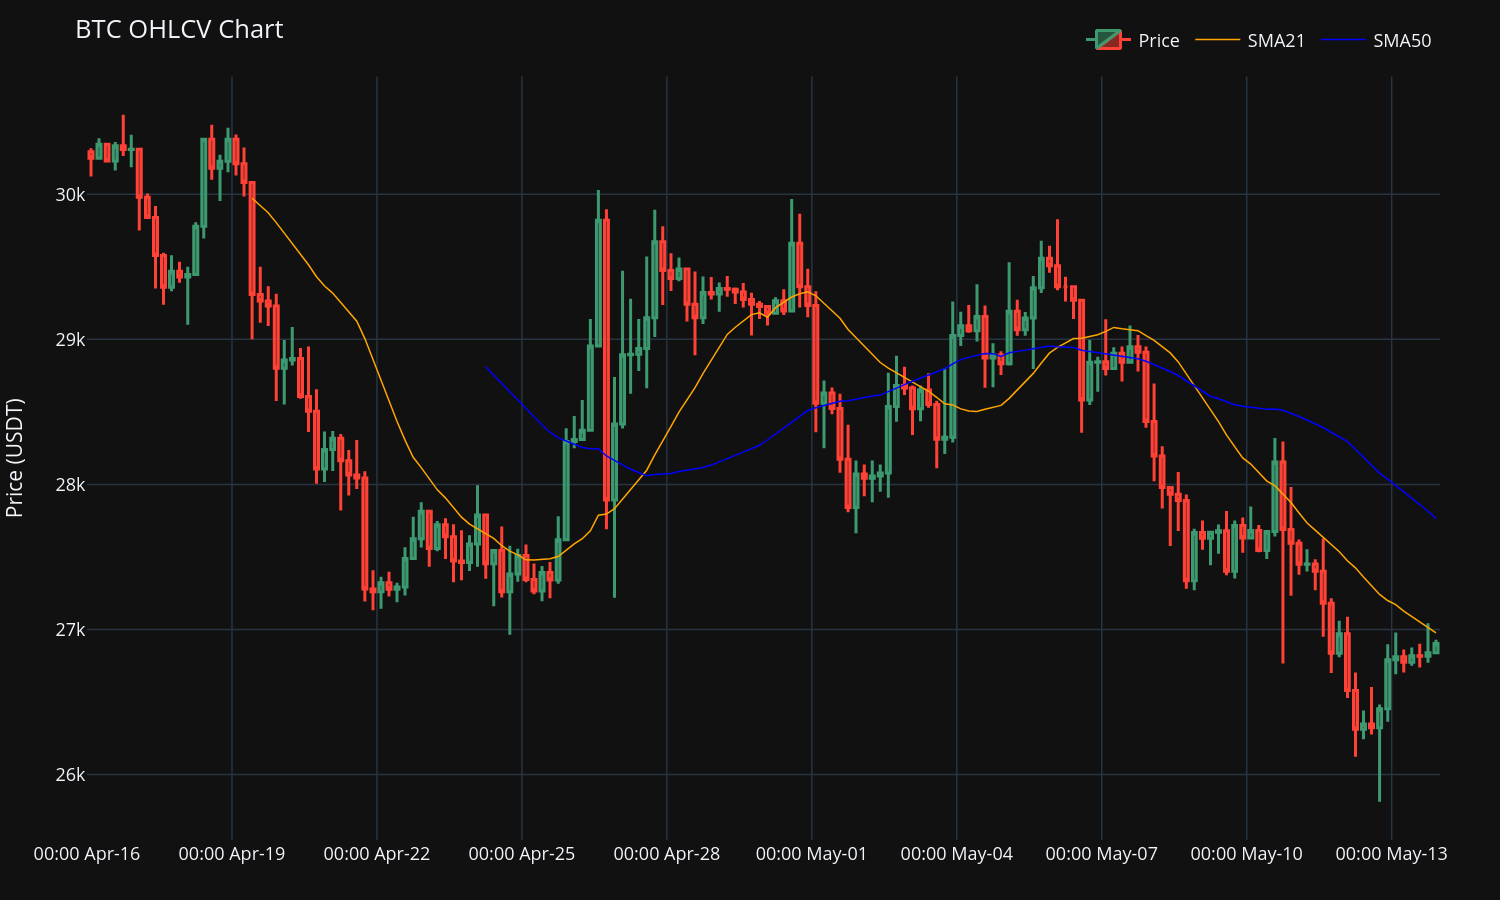 BTC OHLCV Chart
Price
SMA21
SMA50
Price (USDT)
30k
29k
28k
27k
26k
00:00 Apr-16
00:00 Apr-19
00:00 Apr-22
00:00 Apr-25
00:00 Apr-28
00:00 May-01
00:00 May-04
00:00 May-07
00:00 May-10
00:00 May-13